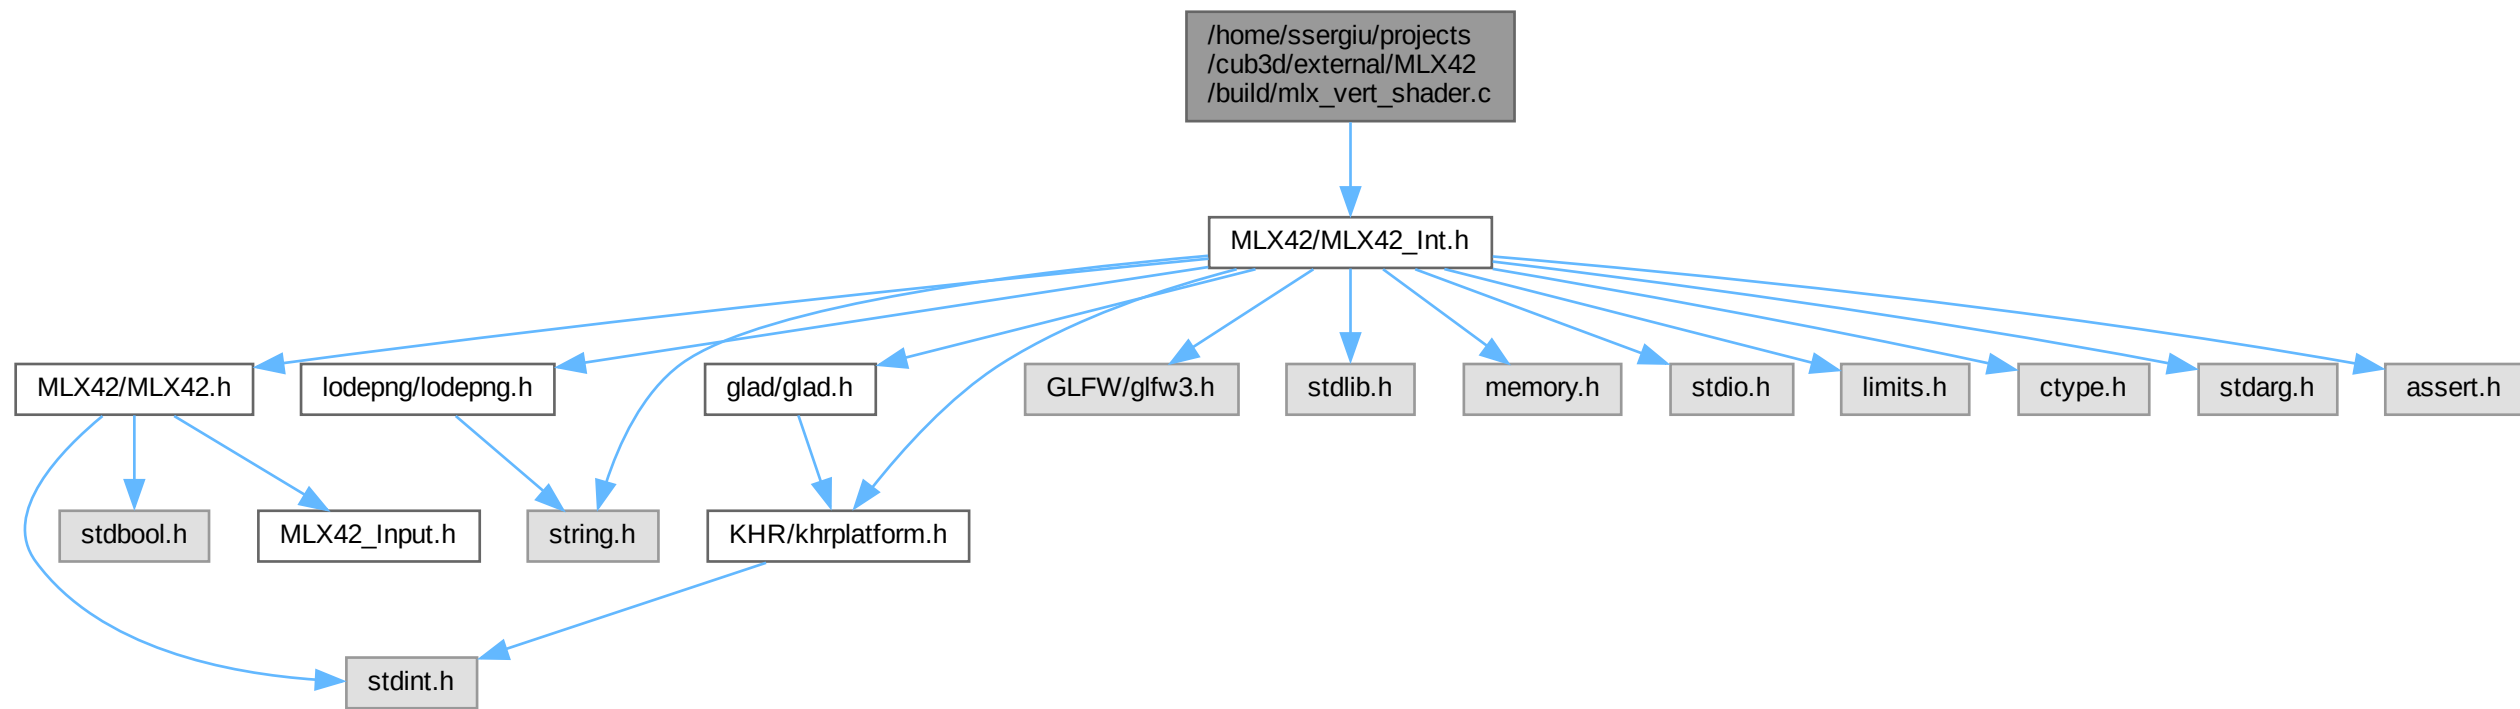 /home/ssergiu/projects
/cub3d/external/MLX42
/build/mlx_vert_shader.c
MLX42/MLX42_Int.h
MLX42/MLX42.h
lodepng/lodepng.h
glad/glad.h
GLFW/glfw3.h
stdlib.h
memory.h
stdio.h
limits.h
ctype.h
stdarg.h
assert.h
stdbool.h
MLX42_Input.h
string.h
KHR/khrplatform.h
stdint.h